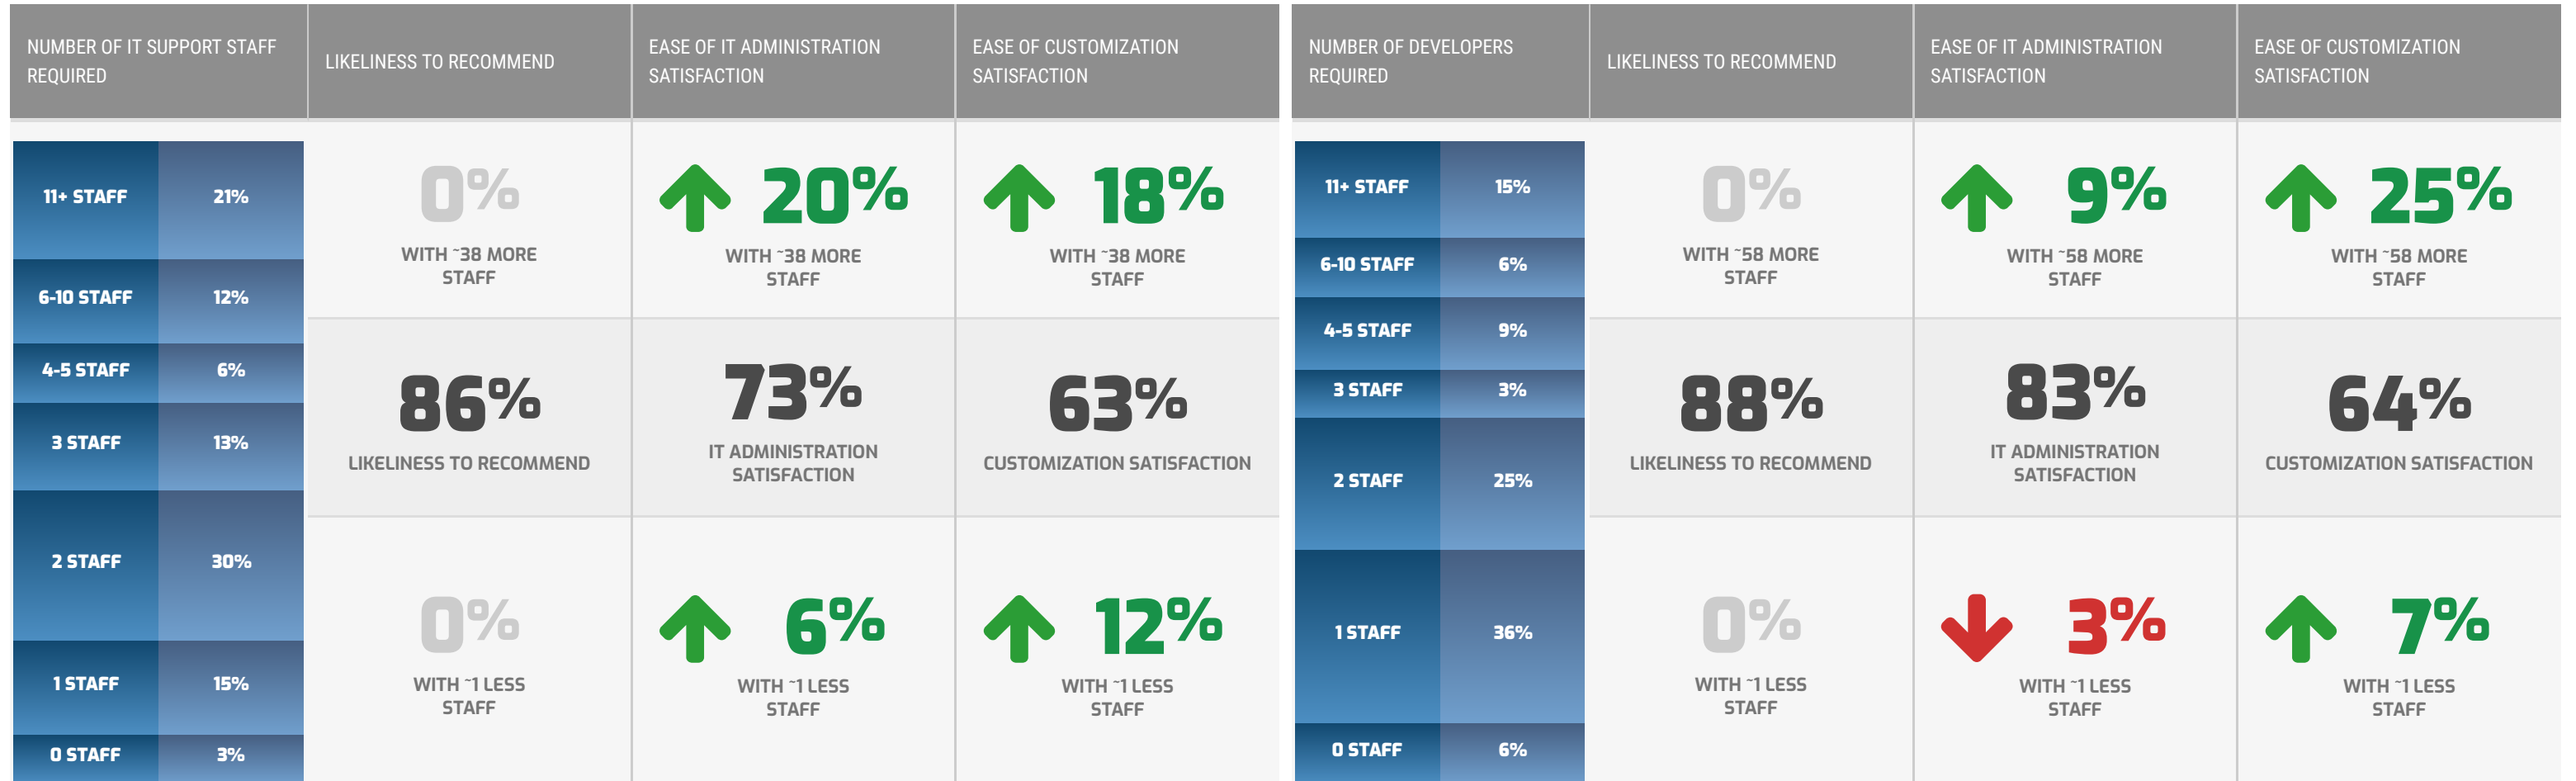 NUMBER OF IT SUPPORT STAFF
REQUIRED
LIKELINESS TO RECOMMEND
EASE OF IT ADMINISTRATION
SATISFACTION
EASE OF CUSTOMIZATION
SATISFACTION
11+ STAFF 21%
6-10 STAFF 12%
4-5 STAFF 6%
3 STAFF 13%
2 STAFF 30%
1 STAFF 15%
0 STAFF 3%
0%
WITH ~38 MORE
STAFF
20%
WITH ~38 MORE
STAFF
18%
WITH ~38 MORE
STAFF
86%
LIKELINESS TO RECOMMEND
73%
IT ADMINISTRATION
SATISFACTION
63%
CUSTOMIZATION SATISFACTION
0%
WITH ~1 LESS
STAFF
6%
WITH ~1 LESS
STAFF
12%
WITH ~1 LESS
STAFF
NUMBER OF DEVELOPERS
REQUIRED
LIKELINESS TO RECOMMEND
EASE OF IT ADMINISTRATION
SATISFACTION
EASE OF CUSTOMIZATION
SATISFACTION
11+ STAFF 15%
6-10 STAFF 6%
4-5 STAFF 9%
3 STAFF 3%
2 STAFF 25%
1 STAFF 36%
0 STAFF 6%
0%
WITH ~58 MORE
STAFF
9%
WITH ~58 MORE
STAFF
25%
WITH ~58 MORE
STAFF
88%
LIKELINESS TO RECOMMEND
83%
IT ADMINISTRATION
SATISFACTION
64%
CUSTOMIZATION SATISFACTION
0%
WITH ~1 LESS
STAFF
3%
WITH ~1 LESS
STAFF
7%
WITH ~1 LESS
STAFF